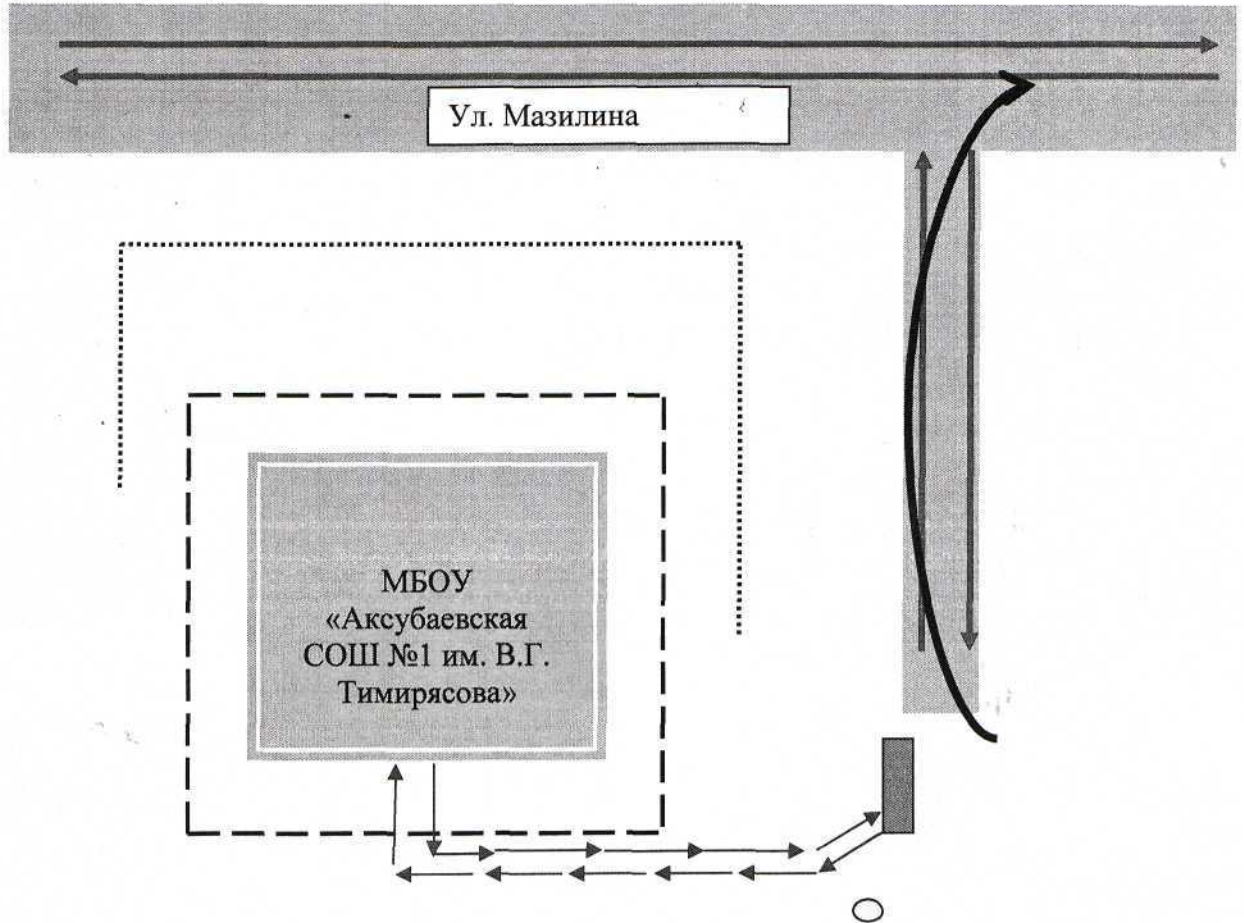 Ул. Мазилина
МБОУ
«Аксубаевская
СОШ №1 им. В.Г.
Тимирясова»